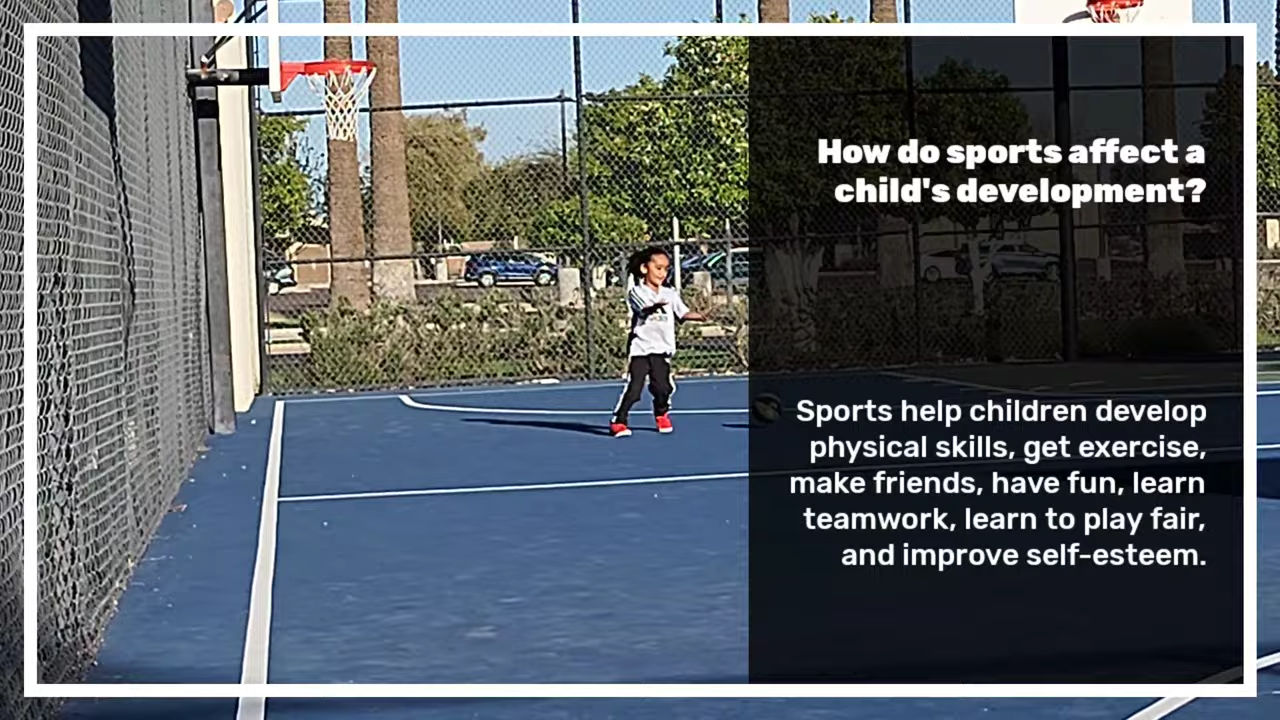 How do sports affect a
child's development?
Sports help children develop
physical skills, get exercise,
make friends, have fun, learn
teamwork, learn to play fair,
and improve self-esteem.